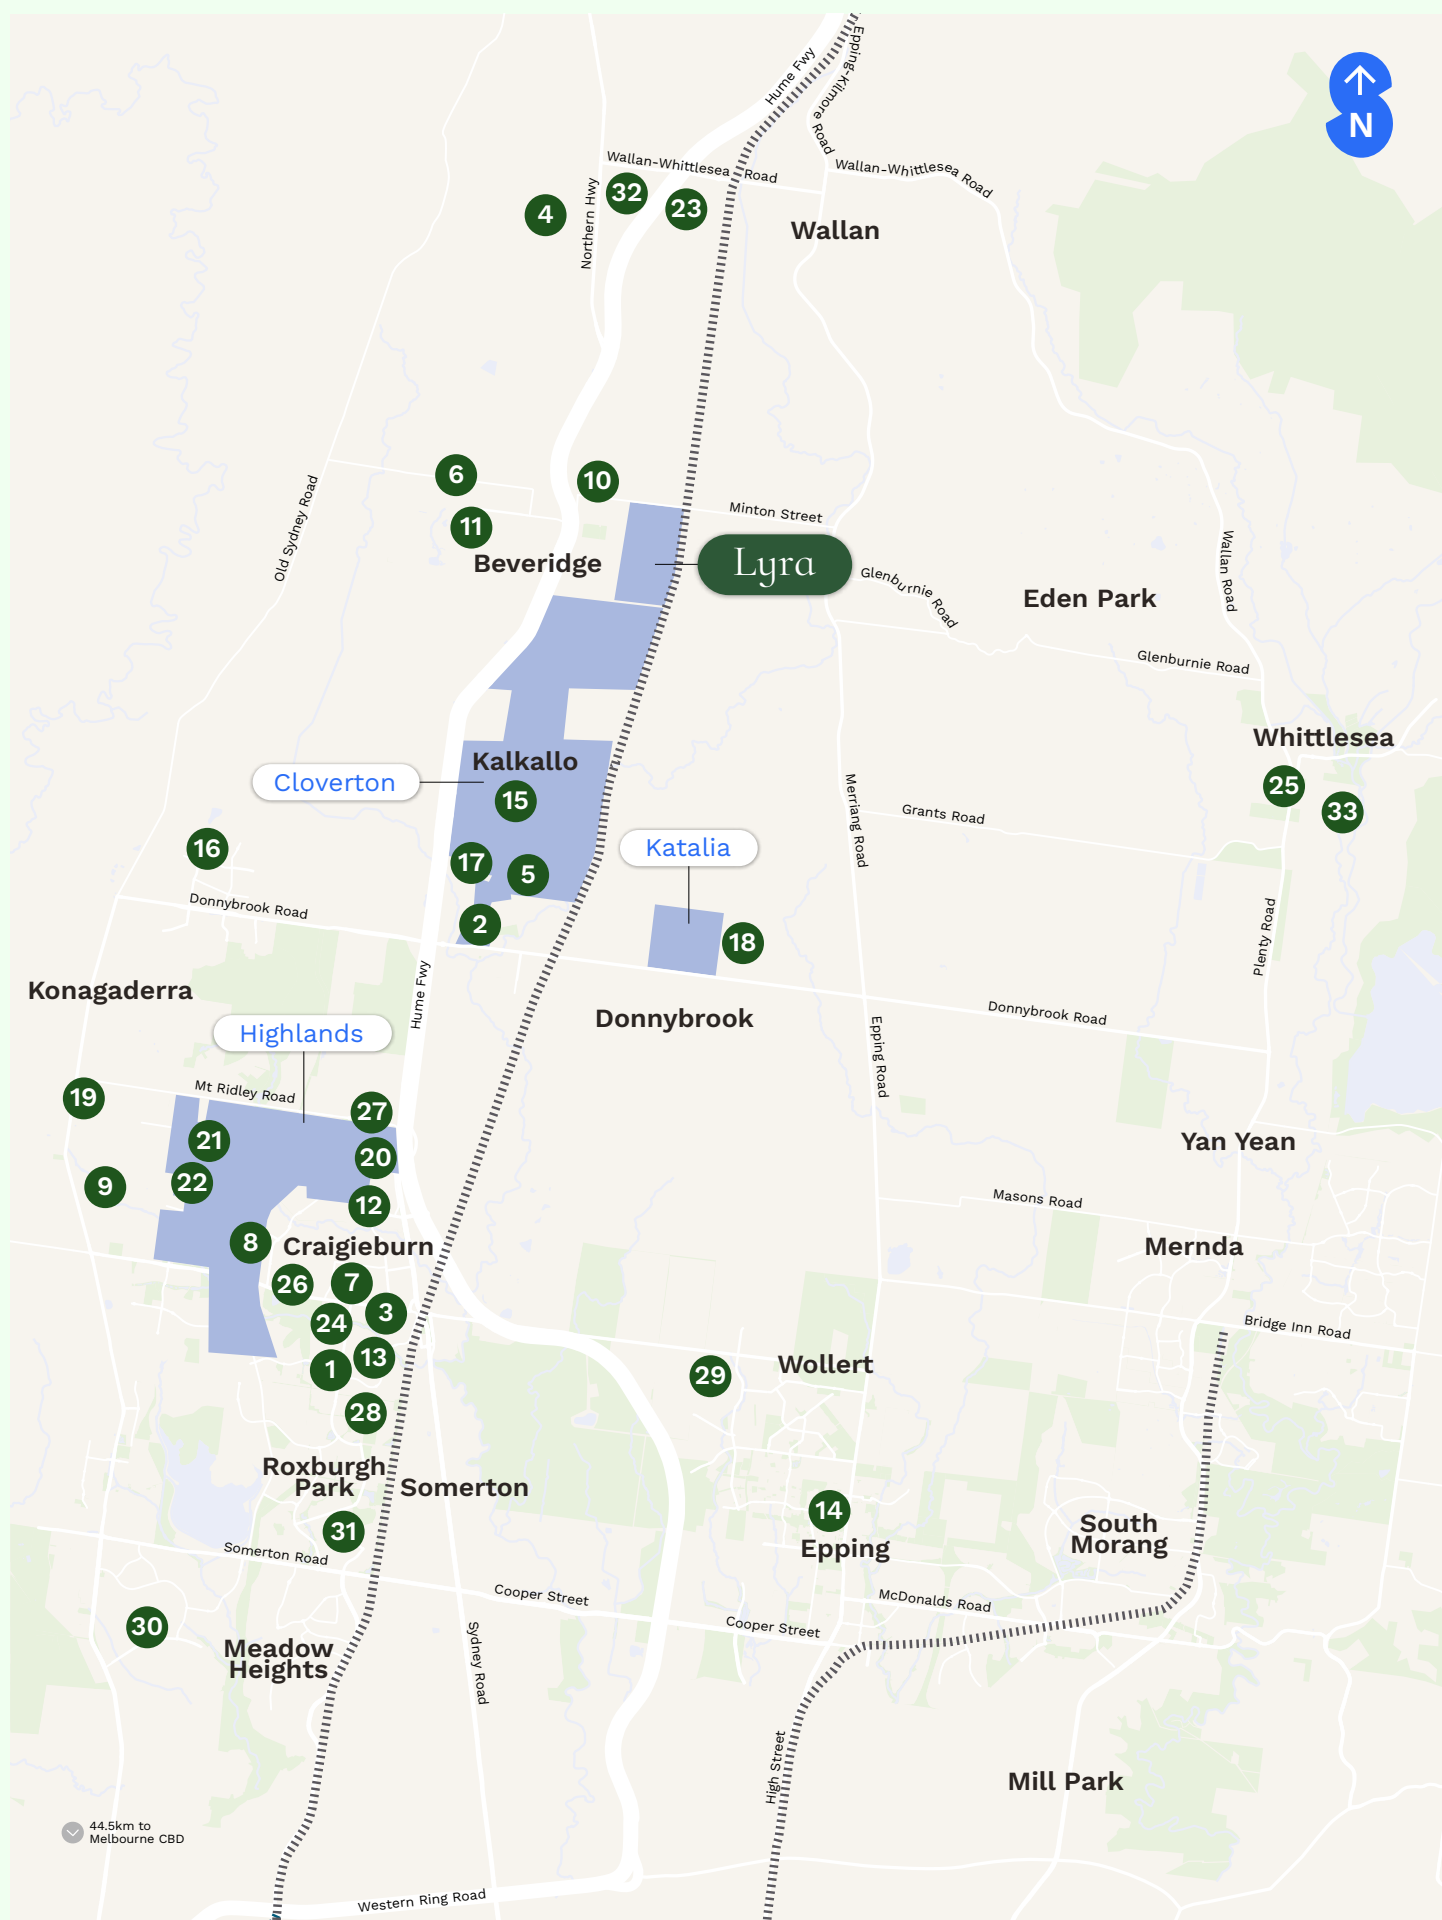 N
Hume Fwy
Epping-Kilmore Road
Wallan-Whittlesea Road
Wallan-Whittlesea Road
32
4
23
Northern Hwy
Wallan
6
10
Old Sydney Road
11
Minton Street
Beveridge
Lyra
Glenburnie Road
Wallan Road
Eden Park
Glenburnie Road
Whittlesea
Kalkallo
Cloverton
15
25
33
Merriang Road
Grants Road
16
Katalia
17
5
Donnybrook Road
2
18
Plenty Road
Konagaderra
Hume Fwy
Donnybrook
Donnybrook Road
Highlands
Epping Road
Mt Ridley Road
19
27
21
20
Yan Yean
22
9
12
Masons Road
8
Craigieburn
Mernda
26
7
3
24
Bridge Inn Road
13
1
Wollert
29
28
Roxburgh
Park
Somerton
14
South
Morang
31
Epping
Somerton Road
Cooper Street
McDonalds Road
30
Cooper Street
Meadow
Heights
Sydney Road
High Street
Mill Park
44.5km to
Melbourne CBD
Western Ring Road